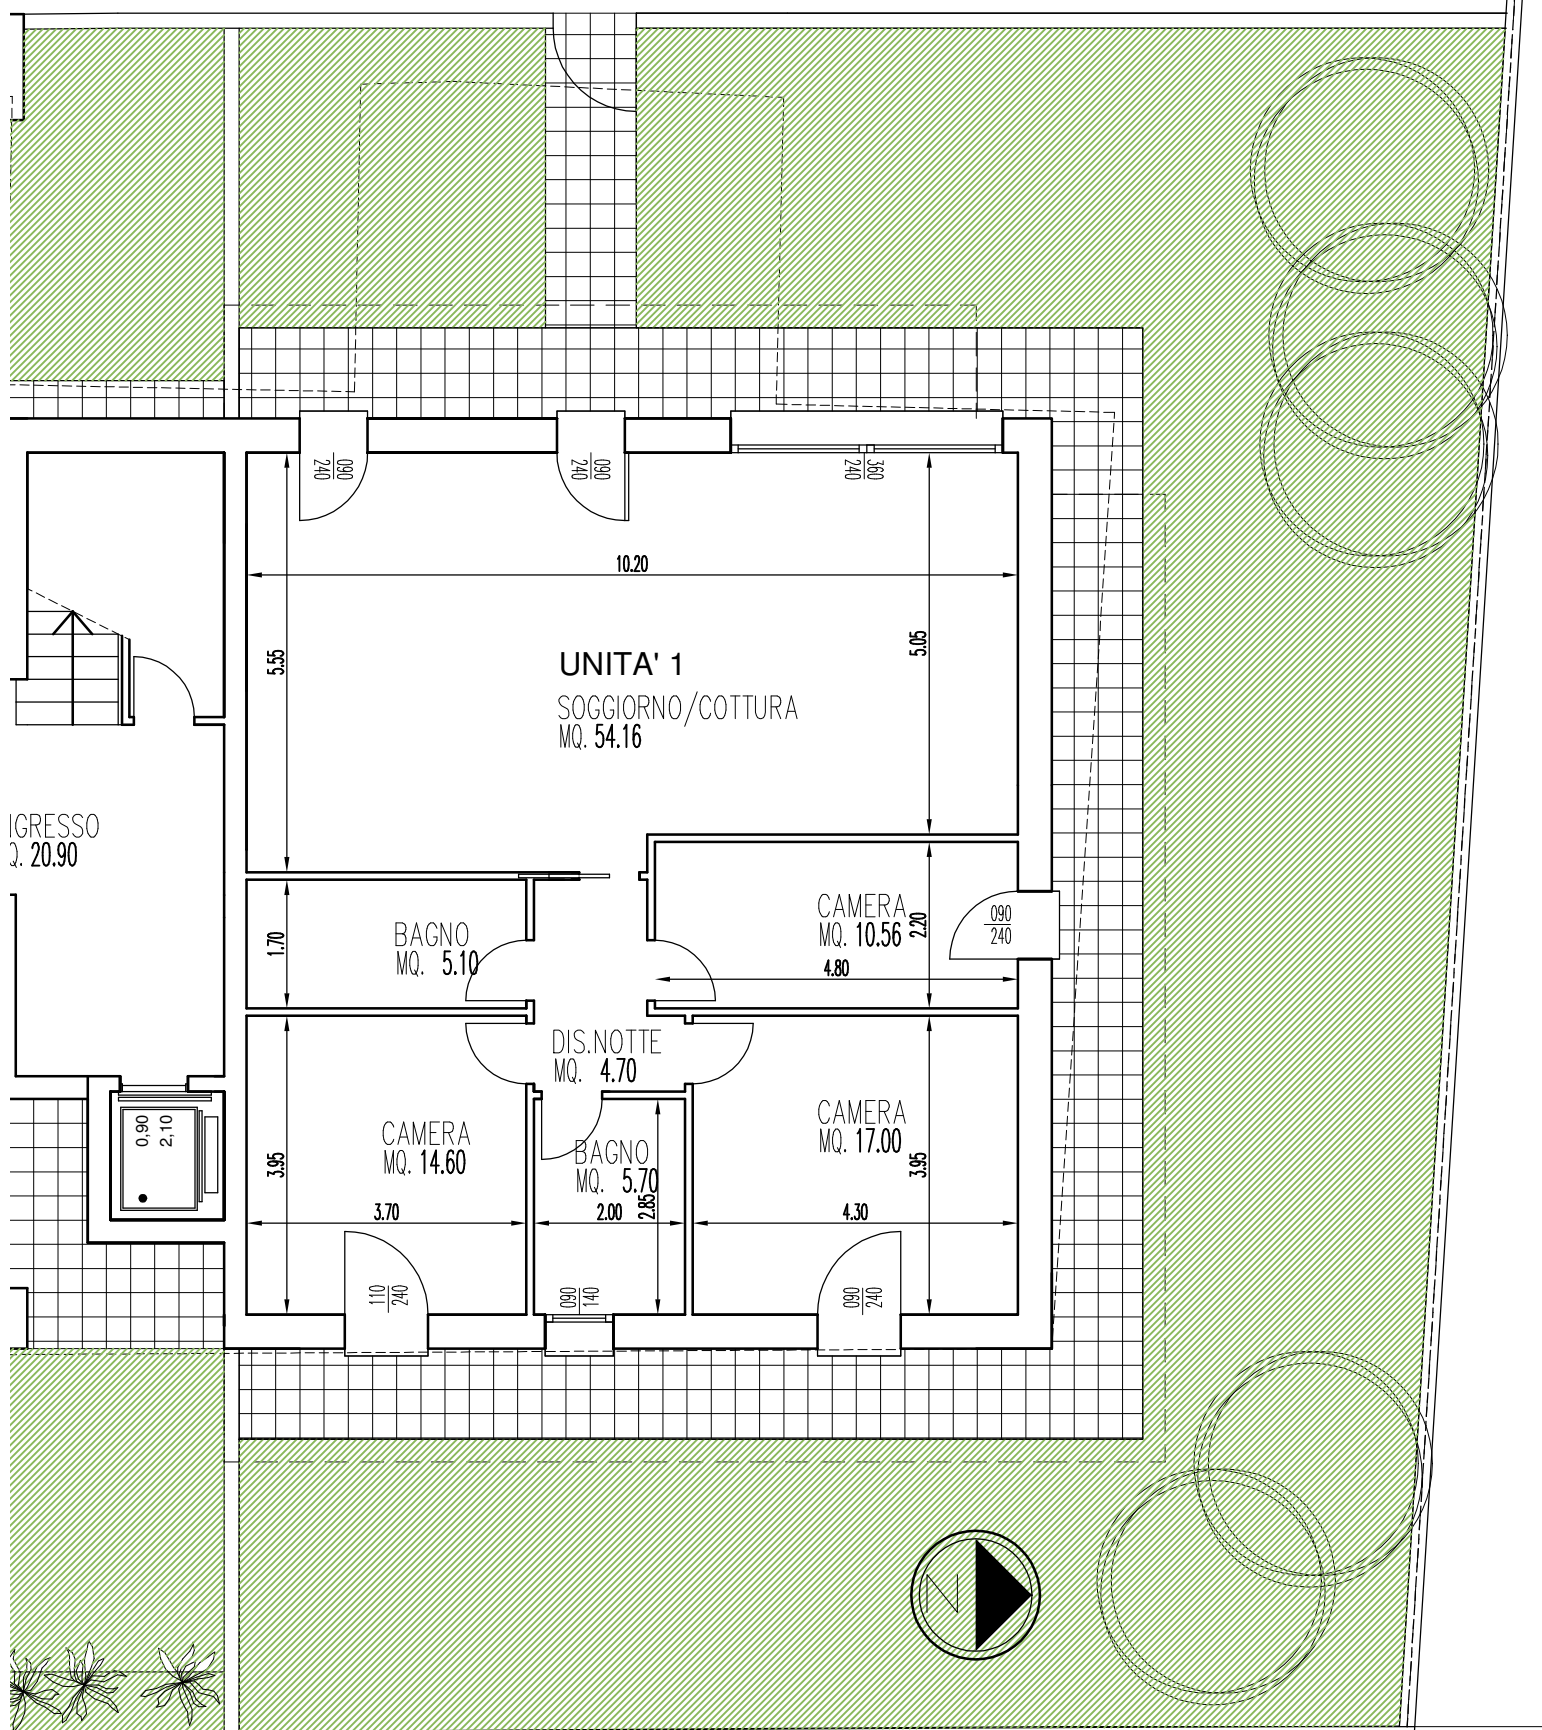 090
240
090
240
360
240
10.20
5.55
5.05
UNITA' 1
SOGGIORNO/COTTURA
MQ. 54.16
IGRESSO
Q. 20.90
CAMERA
MQ. 10.56
2.20
4.80
090
240
BAGNO
MQ. 5.10
1.70
DIS.NOTTE
MQ. 4.70
CAMERA
MQ. 14.60
3.95
3.70
110
240
BAGNO
MQ. 5.70
2.00
2.85
090
140
CAMERA
MQ. 17.00
3.95
4.30
090
240
0,90
2,10
N